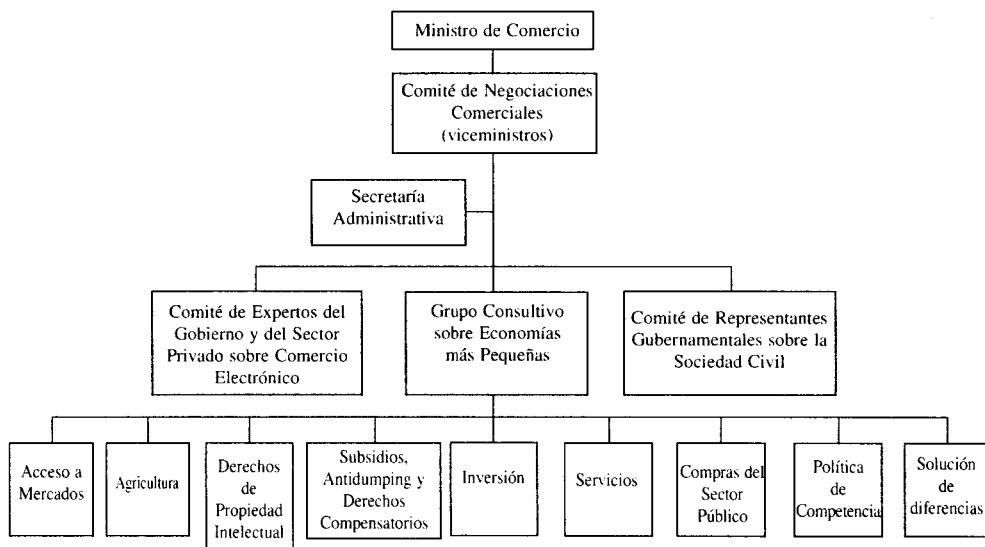 Ministro de Comercio
Comité de Negociaciones
Comerciales
(viceministros)
Secretaría
Administrativa
Comité de Expertos del
Gobierno y del Sector
Privado sobre Comercio
Electrónico
Grupo Consultivo
sobre Economías
más Pequeñas
Comité de Representantes
Gubernamentales sobre la
Sociedad Civil
Acceso a
Mercados
Agricultura
Derechos
de
Propiedad
Intelectual
Subsidios,
Antidumping y
Derechos
Compensatorios
Inversión
Servicios
Compras del
Sector
Público
Política
de
Competencia
Solución
de
diferencias